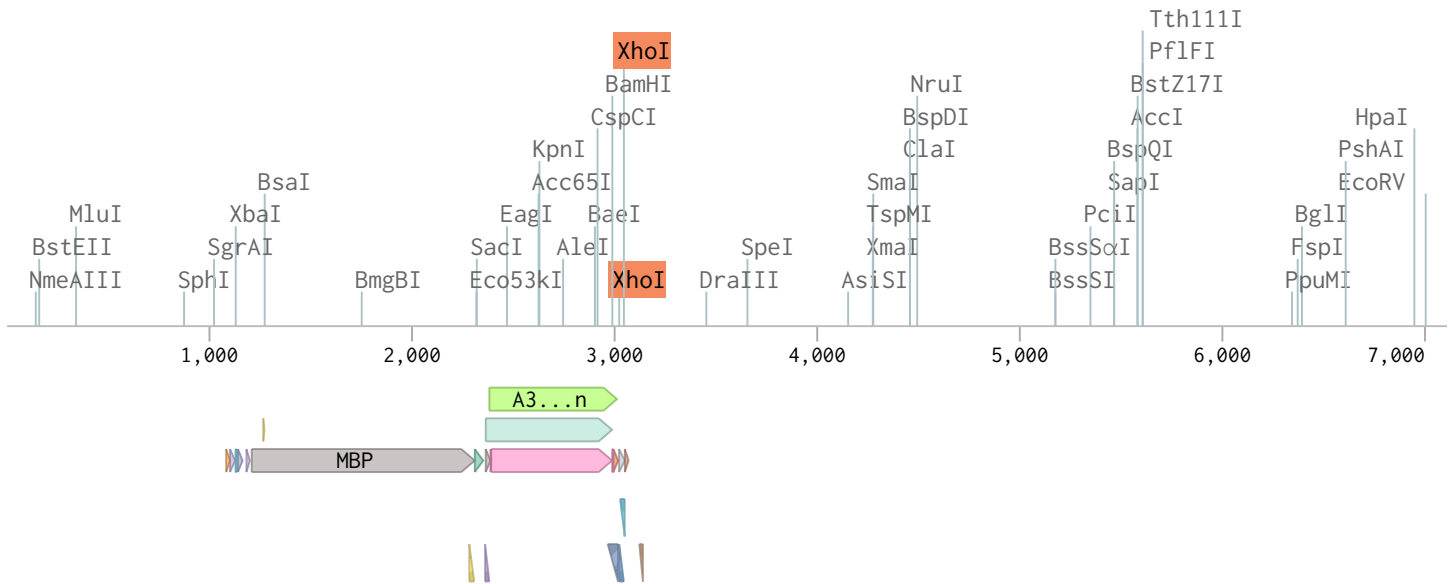 Tth111I
XhoI PflFI
BamHI NruI BstZ17I
CspCI BspDI AccI HpaI
KpnI ClaI BspQI PshAI
BsaI Acc65I SmaI SapI EcoRV
MluI XbaI EagI BaeI TspMI PciI BglI
BstEII SgrAI SacI AleI SpeI XmaI BssSαI FspI
NmeAIII SphI BmgBI Eco53kI XhoI DraIII AsiSI BssSI PpuMI
1,000 2,000 3,000 4,000 5,000 6,000 7,000
A3...n
MBP